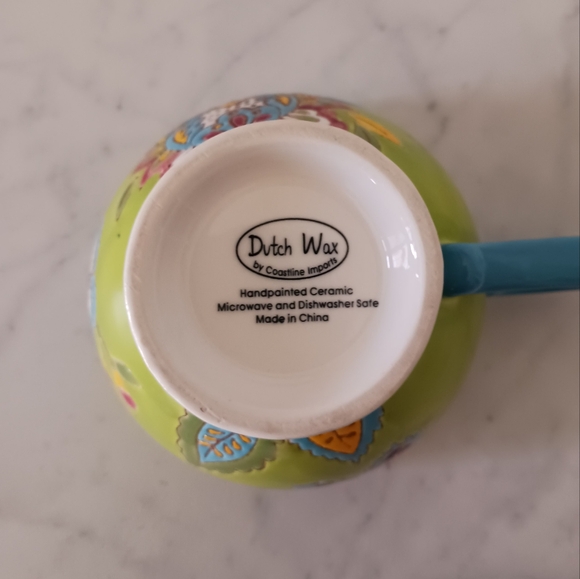 Dutch Wax
by Coastline Imports
Handpainted Ceramic
Microwave and Dishwasher Safe
Made in China